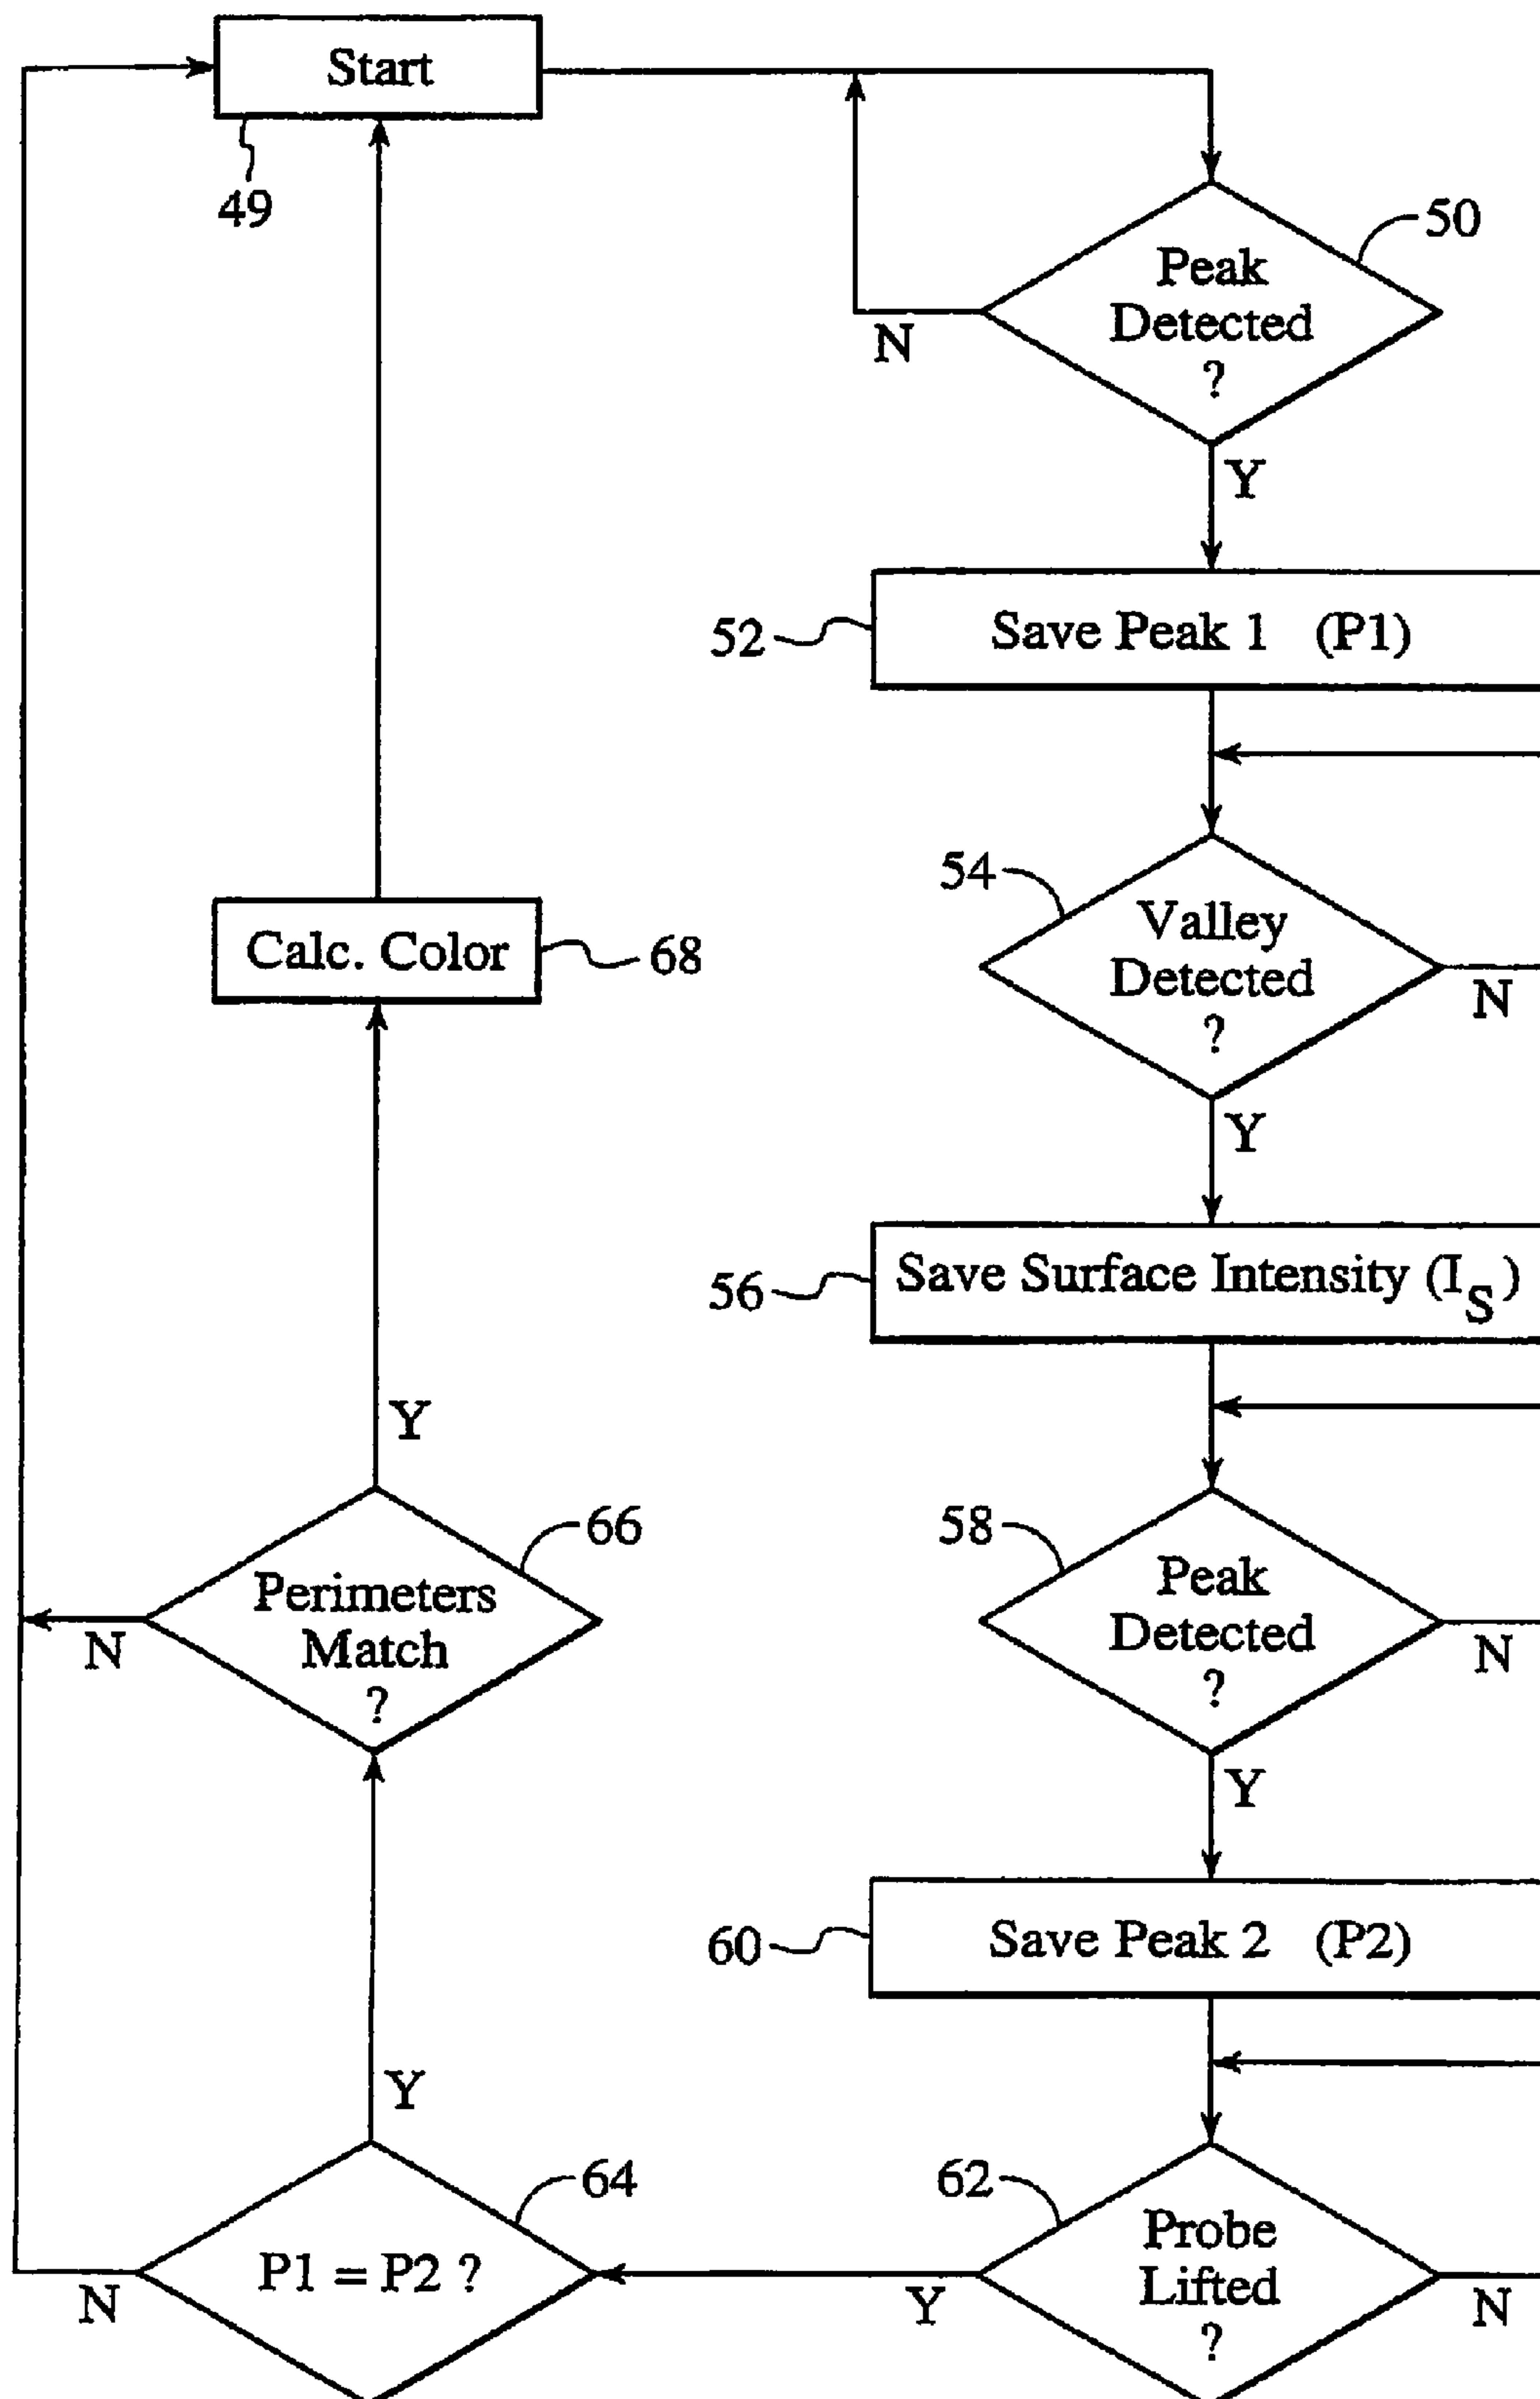 Start
49
50
Peak
Detected
?
N
Y
52
Save Peak 1 (P1)
54
Valley
Detected
?
N
Y
Calc. Color
68
56
Save Surface Intensity (I_S)
Y
66
Perimeters
Match
?
N
58
Peak
Detected
?
N
Y
60
Save Peak 2 (P2)
Y
64
P1 = P2 ?
N
62
Probe
Lifted
?
Y
N